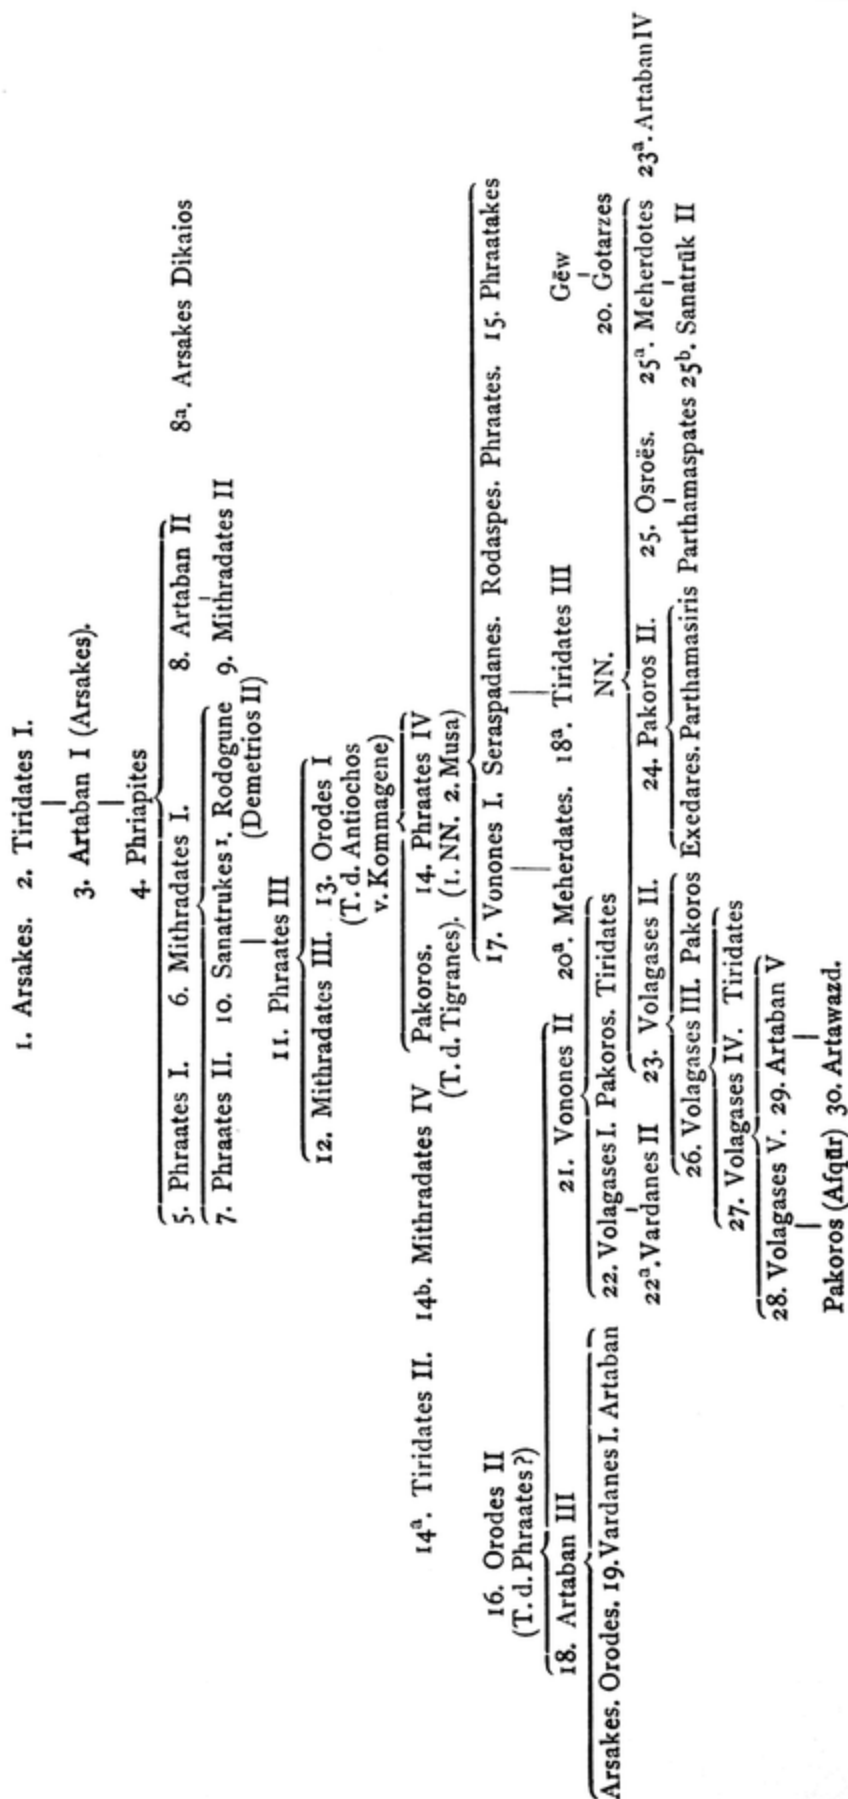 1. Arsakes. 2. Tiridates I.
3. Artaban I (Arsakes).
4. Phriapites
5. Phraates I. 6. Mithradates I. 8. Artaban II 8a. Arsakes Dikaios
7. Phraates II. 10. Sanatrukes I. Rodogune 9. Mithradates II
(Demetrios II)
11. Phraates III
12. Mithradates III. 13. Orodes I
(T. d. Antiochos
v. Kommagene)
14a. Tiridates II. 14b. Mithradates IV Pakoros. 14. Phraates IV
(T. d. Tigranes). (1. NN. 2. Musa)
16. Orodes II 17. Vonones I. Seraspadanes. Rodaspes. Phraates. 15. Phraatakes
(T. d. Phraates?)
18. Artaban III 21. Vonones II 20a. Meherdates. 18a. Tiridates III Gēw
Arsakes. Orodes. 19. Vardanes I. Artaban 22. Volagases I. Pakoros. Tiridates NN. 20. Gotarzes
22a. Vardanes II 23. Volagases II. 24. Pakoros II. 25. Osroës. 25a. Meherdotes 23a. Artaban IV
26. Volagases III. Pakoros Exedares. Parthamasiris Parthamaspates 25b. Sanatrūk II
27. Volagases IV. Tiridates
28. Volagases V. 29. Artaban V
Pakoros (Afqūr) 30. Artawazd.